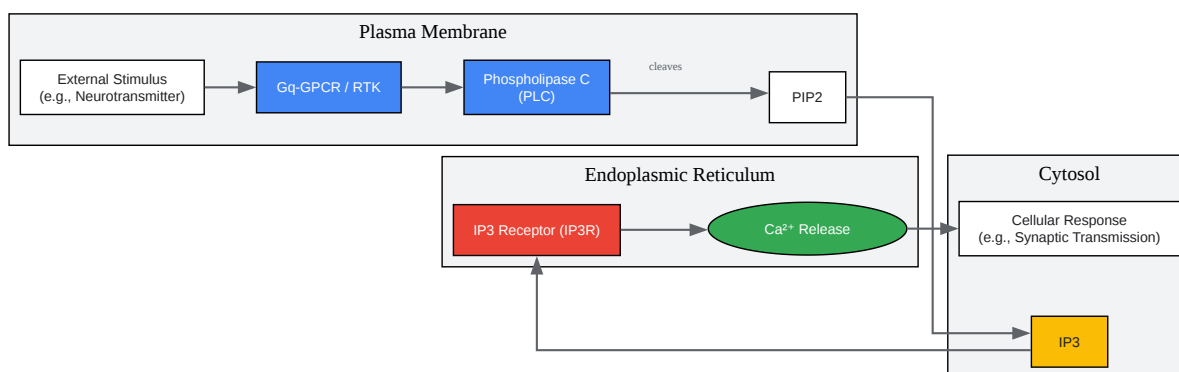 Plasma Membrane
External Stimulus
(e.g., Neurotransmitter)
Gq-GPCR / RTK
Phospholipase C
(PLC)
cleaves
PIP2
Endoplasmic Reticulum
IP3 Receptor (IP3R)
Ca²⁺ Release
Cytosol
Cellular Response
(e.g., Synaptic Transmission)
IP3